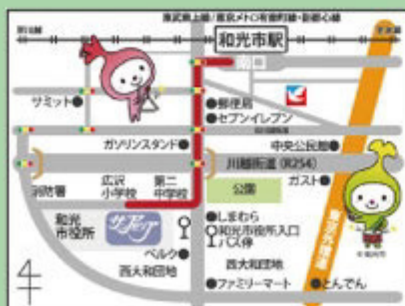 東武東上線/東京メトロ有楽町線・副都心線
和光市駅
南口
サミット●
●郵便局
●セブンイレブン
ガソリンスタンド●
中央公民館●
川越街道 (R254)
消防署
広沢
小学校
第二
中学校
公園
ガスト●
東京外環道
和光
市役所
●しまむら
●和光市役所入口
バス停
ベルク●
西大和団地
西大和団地
●ファミリーマート
●とんでん